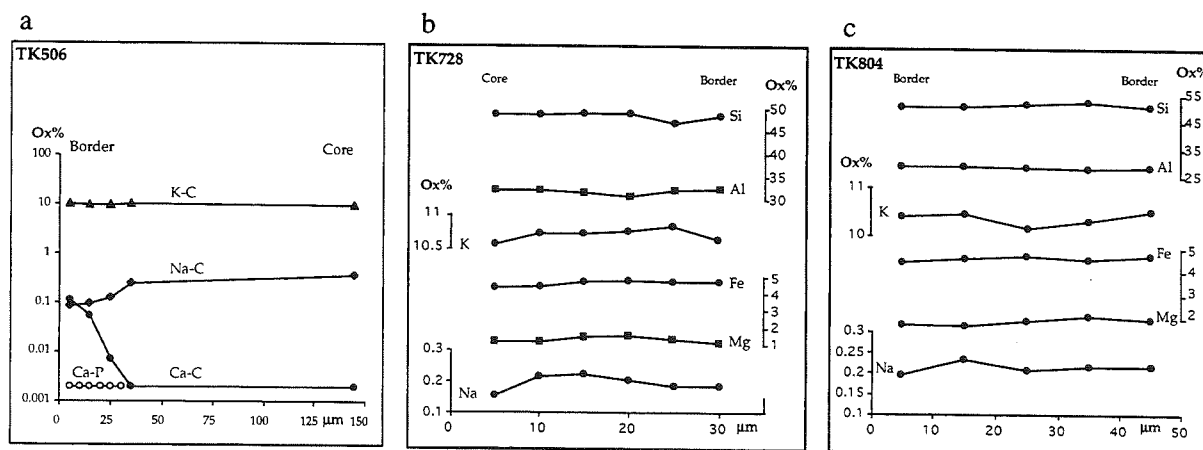 a
TK506
Ox%
Border
Core
100
10
1
0.1
0.01
0.001
K-C
Na-C
Ca-P
Ca-C
0
25
50
75
100
125
µm
150
b
TK728
Core
Border
Ox%
Si
50
45
40
35
30
Al
Ox%
11
10.5
K
Fe
5
4
3
2
1
Mg
0.3
0.2
0.1
Na
0
10
20
30
µm
c
TK804
Border
Border
Ox%
Si
55
45
35
25
Al
Ox%
11
10
K
Fe
5
4
3
2
Mg
0.3
0.25
0.15
0.1
Na
0
10
20
30
40
µm
50